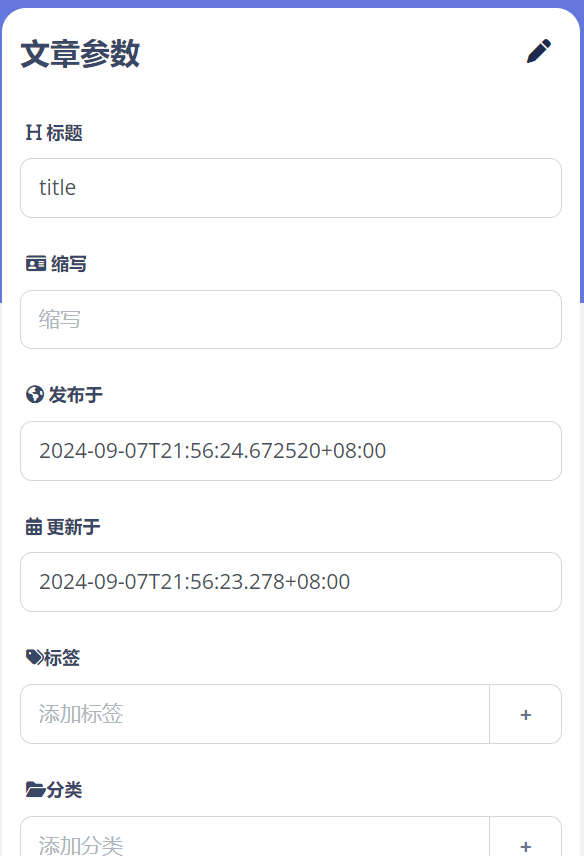 文章参数
标题
title
缩写
缩写
发布于
2024-09-07T21:56:24.672520+08:00
更新于
2024-09-07T21:56:23.278+08:00
标签
添加标签 +
分类
添加分类 +